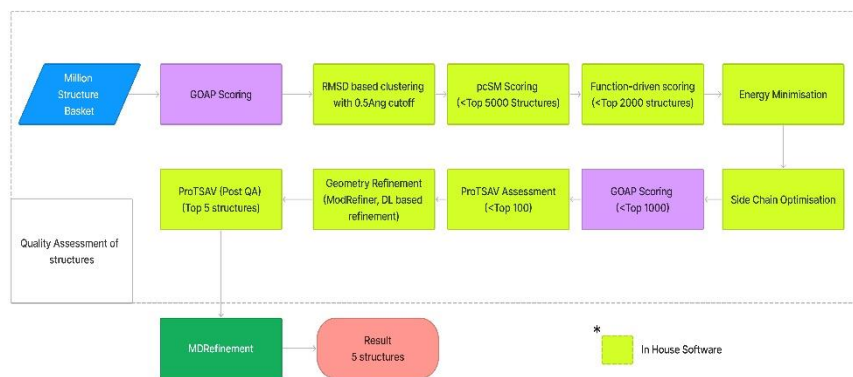 Million
Structure
Basket
GOAP Scoring
RMSD based clustering
with 0.5Ang cutoff
pcSM Scoring
(<Top 5000 Structures)
Function-driven scoring
(<Top 2000 structures)
Energy Minimisation
ProTSAV (Post QA)
(Top 5 structures)
Geometry Refinement
(ModRefiner, DL based
refinement)
ProTSAV Assessment
(<Top 100)
GOAP Scoring
(<Top 1000)
Side Chain Optimisation
Quality Assessment of
structures
MDRefinement
Result
5 structures
*
In House Software